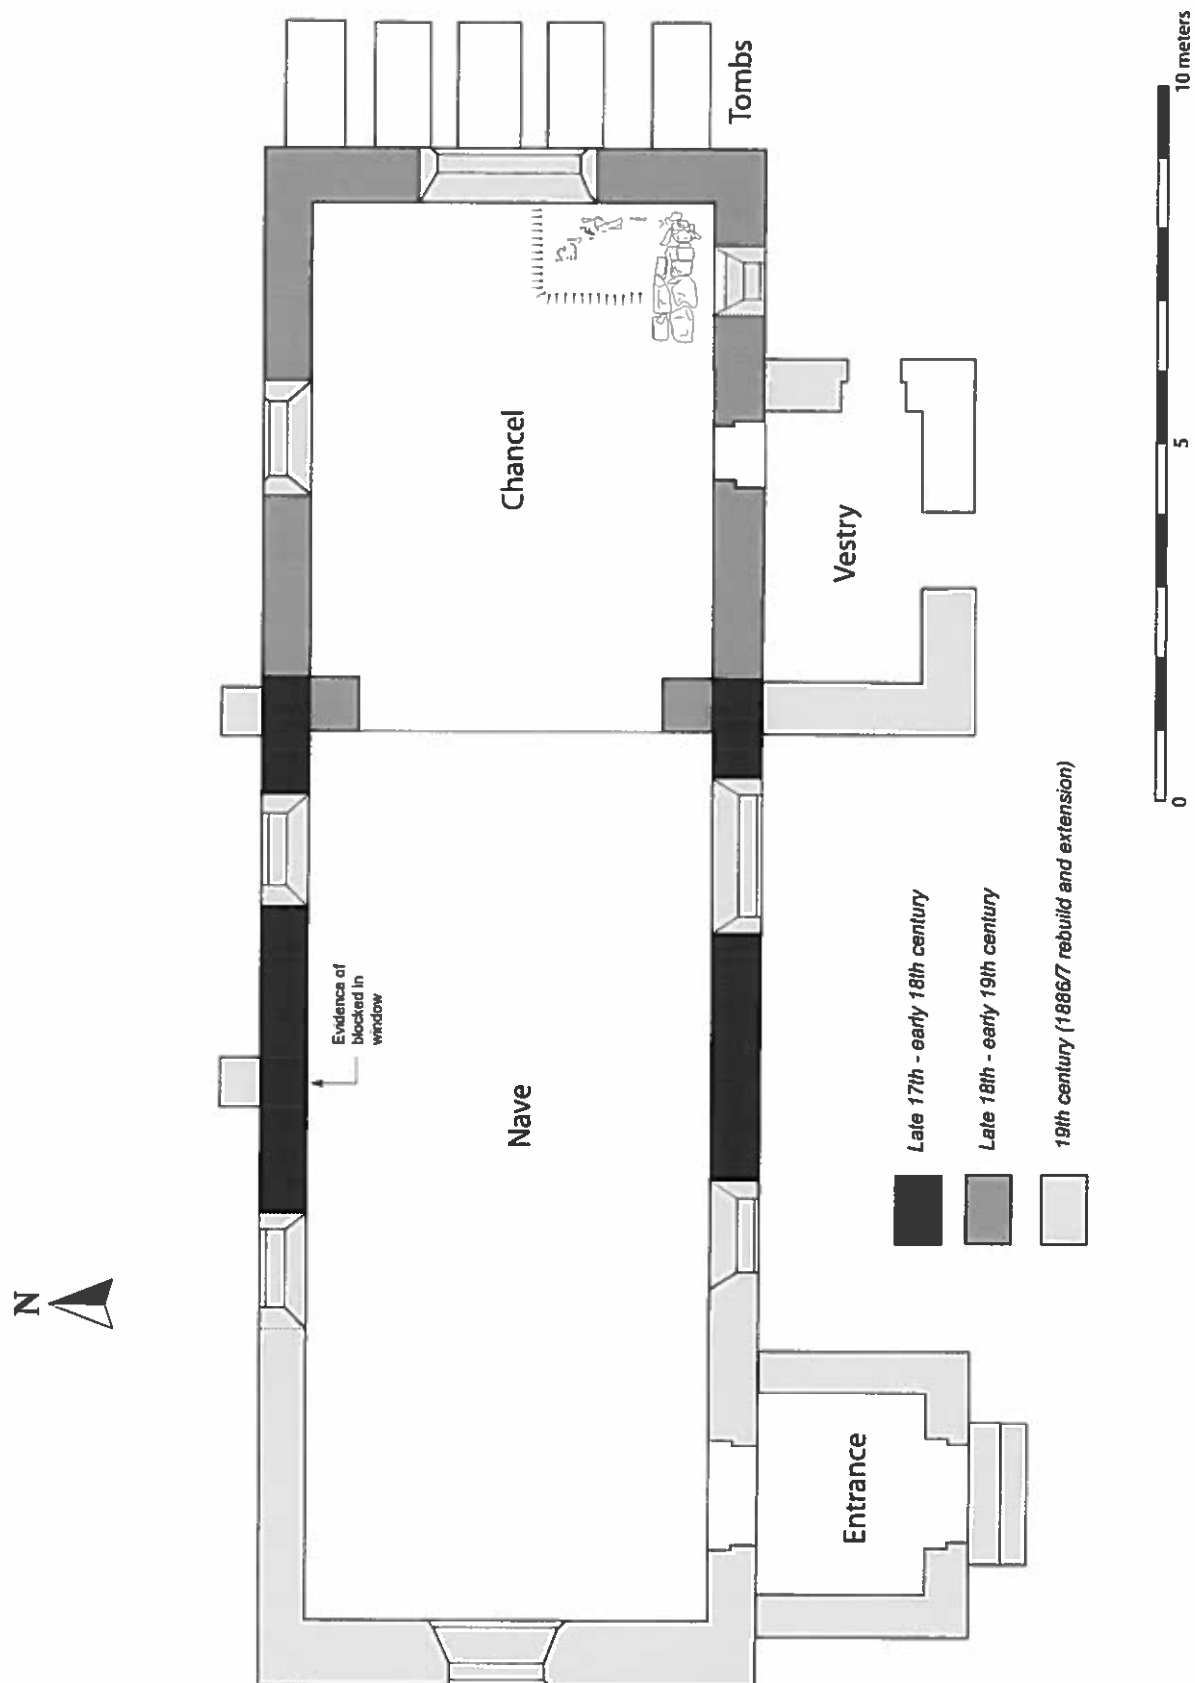 N
Tombs
Chancel
Vestry
Evidence of
blocked in
window
Nave
Entrance
Late 17th - early 18th century
Late 18th - early 19th century
19th century (1886/7 rebuild and extension)
0
5
10 meters